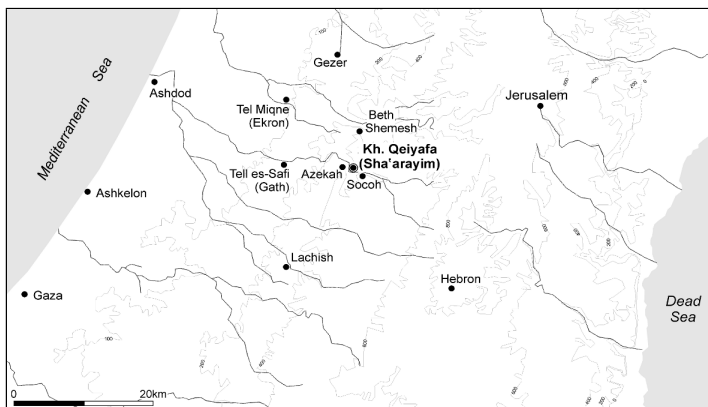 Mediterranean Sea
Gezer
Ashdod
Tel Miqne
(Ekron)
Beth
Shemesh
Jerusalem
Kh. Qeiyafa
(Sha'arayim)
Tell es-Safi
(Gath)
Azekah
Socoh
Ashkelon
Lachish
Hebron
Gaza
Dead
Sea
0 20km